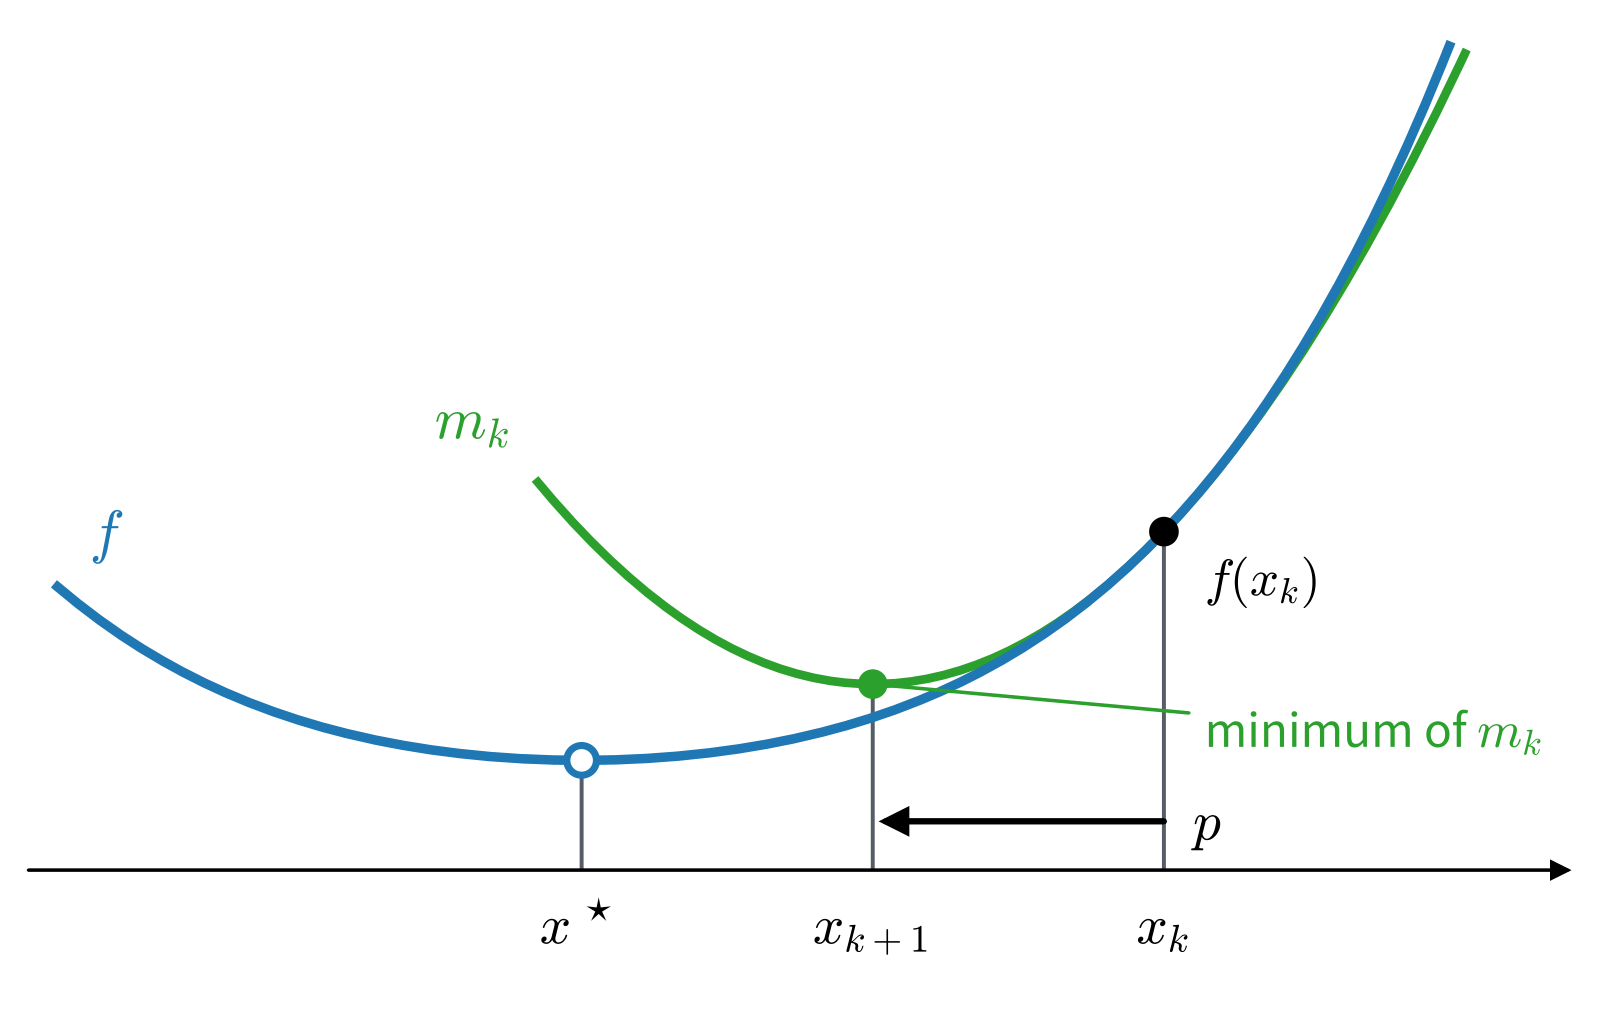 m_k
f
f(x_k)
minimum of m_k
p
x^⋆
x_{k+1}
x_k